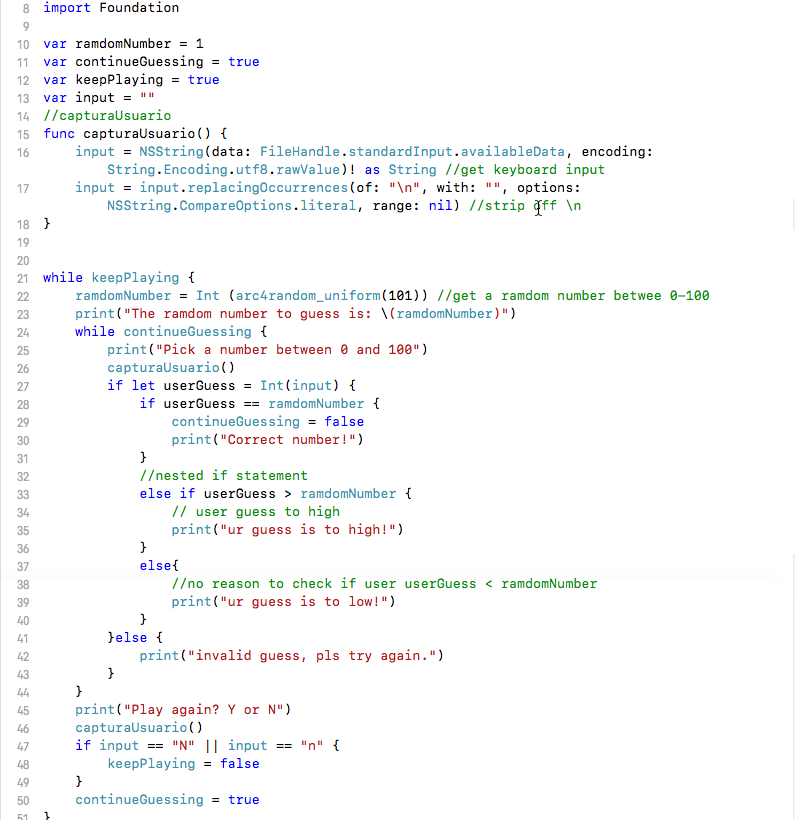 8 import Foundation
9
10 var ramdomNumber = 1
11 var continueGuessing = true
12 var keepPlaying = true
13 var input = ""
14 //capturaUsuario
15 func capturaUsuario() {
16 input = NSString(data: FileHandle.standardInput.availableData, encoding:
String.Encoding.utf8.rawValue)! as String //get keyboard input
17 input = input.replacingOccurrences(of: "\n", with: "", options:
NSString.CompareOptions.literal, range: nil) //strip off \n
18 }
19
20
21 while keepPlaying {
22 ramdomNumber = Int (arc4random_uniform(101)) //get a ramdom number betwee 0-100
23 print("The ramdom number to guess is: \(ramdomNumber)")
24 while continueGuessing {
25 print("Pick a number between 0 and 100")
26 capturaUsuario()
27 if let userGuess = Int(input) {
28 if userGuess == ramdomNumber {
29 continueGuessing = false
30 print("Correct number!")
31 }
32 //nested if statement
33 else if userGuess > ramdomNumber {
34 // user guess to high
35 print("ur guess is to high!")
36 }
37 else{
38 //no reason to check if user userGuess < ramdomNumber
39 print("ur guess is to low!")
40 }
41 }else {
42 print("invalid guess, pls try again.")
43 }
44 }
45 print("Play again? Y or N")
46 capturaUsuario()
47 if input == "N" || input == "n" {
48 keepPlaying = false
49 }
50 continueGuessing = true
51 }